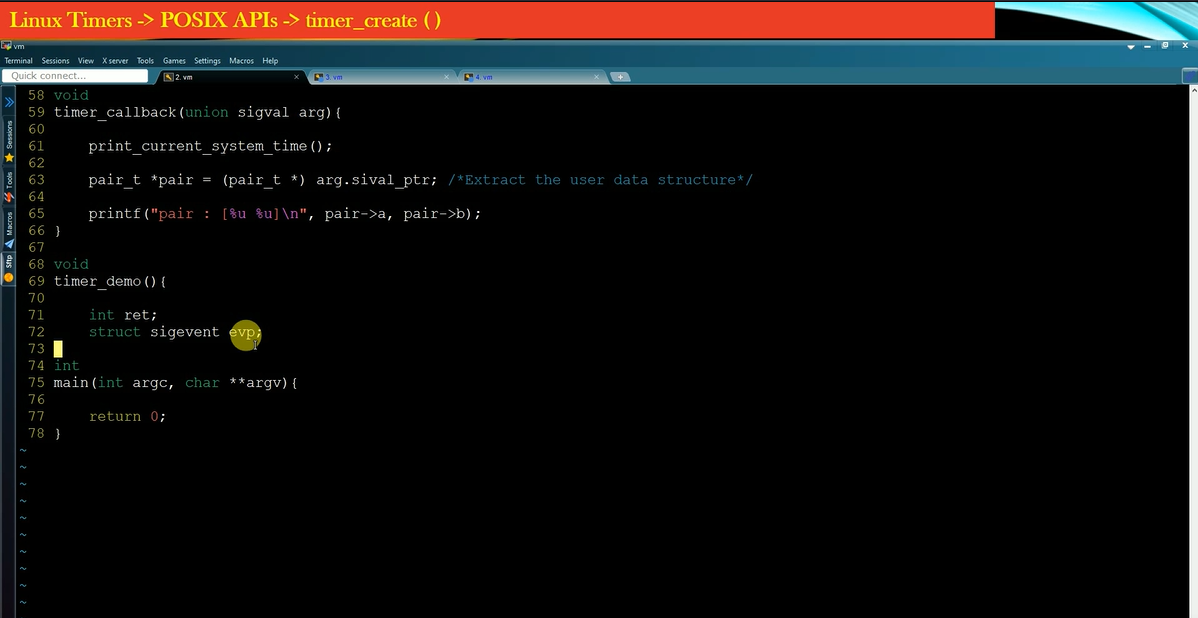 Linux Timers -> POSIX APIs -> timer_create ( )
vm
Terminal Sessions View X server Tools Games Settings Macros Help
Quick connect... 2. vm 3. vm 4. vm
Sessions
Tools
Macros
Sftp
58 void
59 timer_callback(union sigval arg){
60
61 print_current_system_time();
62
63 pair_t *pair = (pair_t *) arg.sival_ptr; /*Extract the user data structure*/
64
65 printf("pair : [%u %u]\n", pair->a, pair->b);
66 }
67
68 void
69 timer_demo(){
70
71 int ret;
72 struct sigevent evp;
73
74 int
75 main(int argc, char **argv){
76
77 return 0;
78 }
~
~
~
~
~
~
~
~
~
~